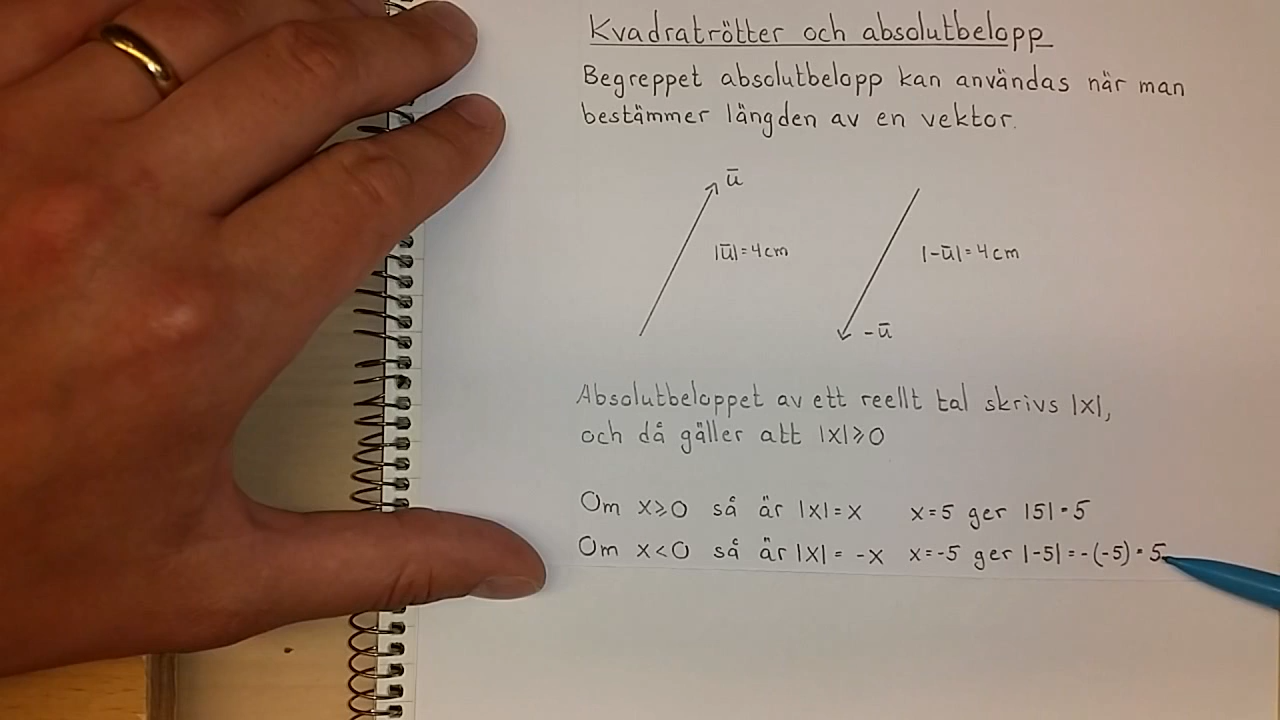 Kvadratrötter och absolutbelopp
Begreppet absolutbelopp kan användas när man
bestämmer längden av en vektor.
ū
|ū|=4cm
|-ū|=4cm
-ū
Absolutbeloppet av ett reellt tal skrivs |x|,
och då gäller att |x|⩾0
Om x⩾0 så är |x|=x x=5 ger |5|=5
Om x<0 så är |x|= -x x=-5 ger |-5|=-(-5)=5